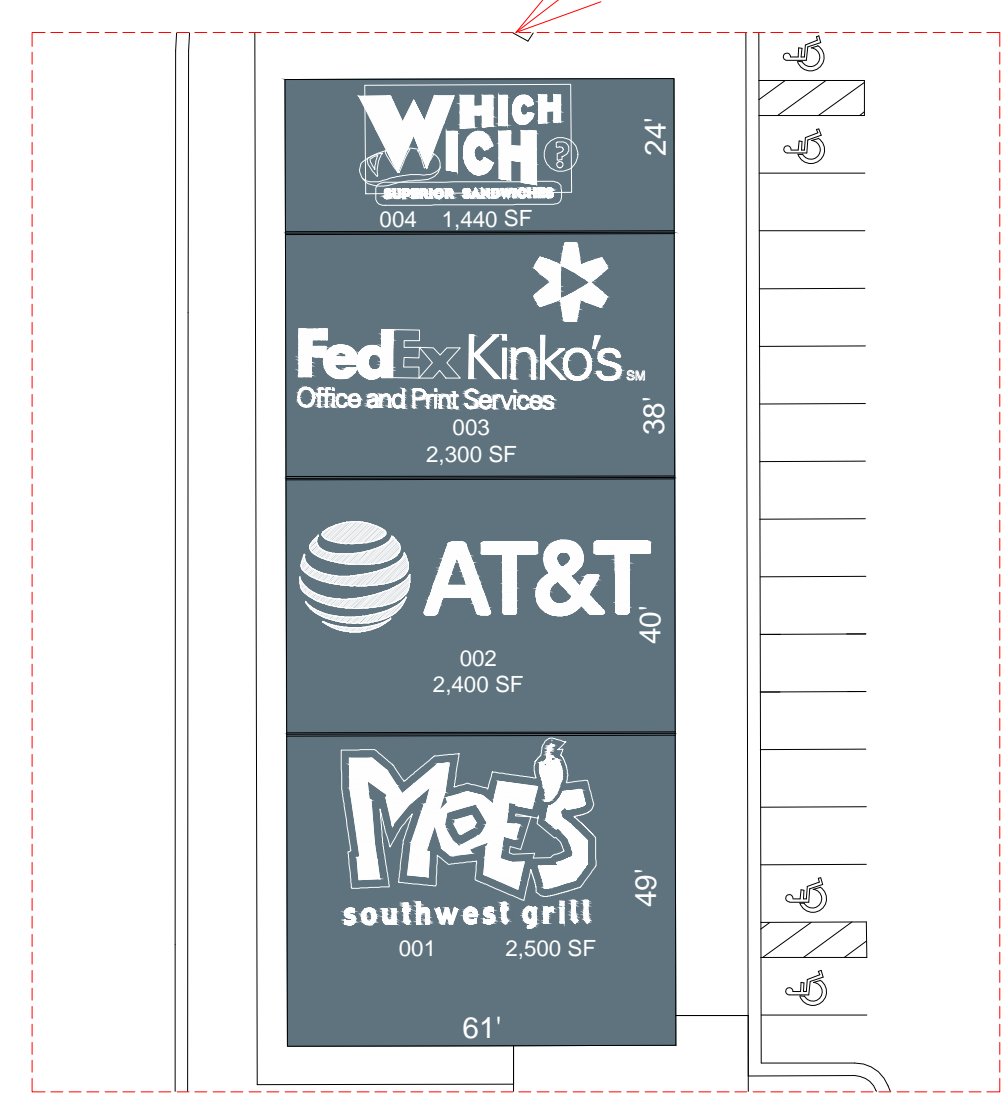 WHICH
WICH
?
SUPERIOR SANDWICHES
24'
004 1,440 SF
FedEx Kinko's SM
Office and Print Services
38'
003
2,300 SF
AT&T
40'
002
2,400 SF
MOE'S
southwest grill
49'
001 2,500 SF
61'